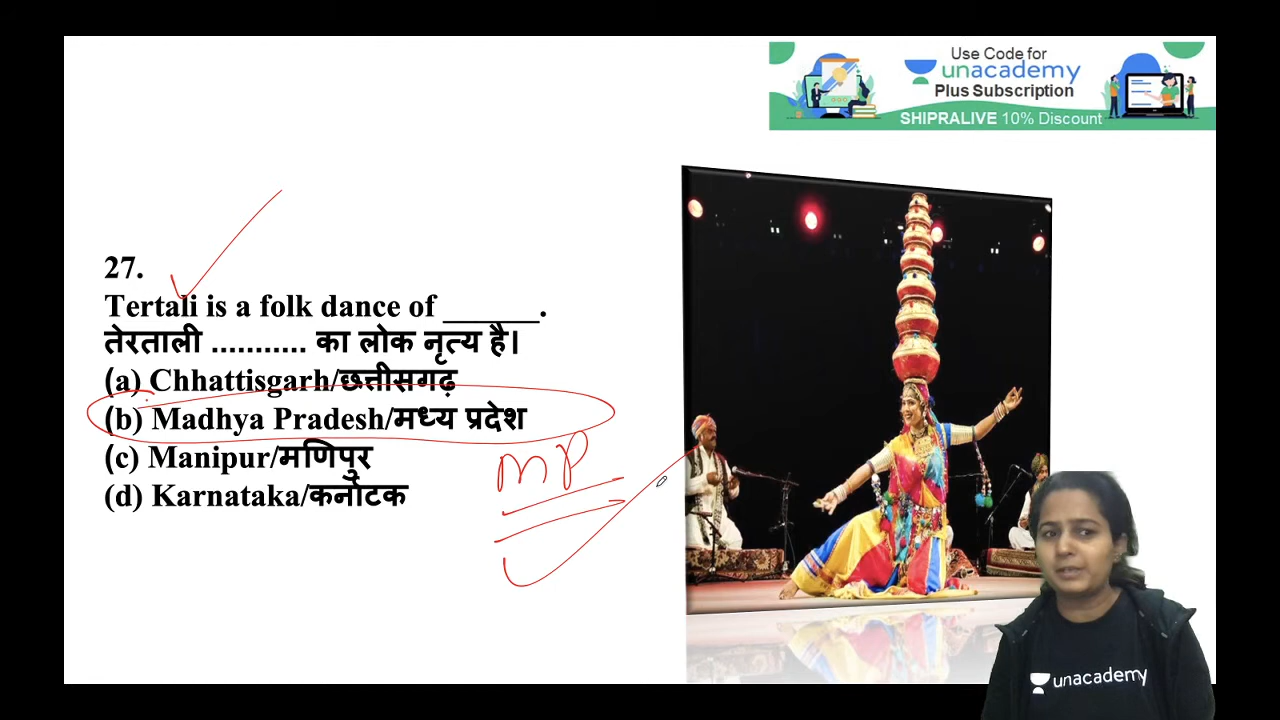 Use Code for
unacademy
Plus Subscription
SHIPRALIVE 10% Discount
27.
Tertali is a folk dance of ______.
तेरताली ........... का लोक नृत्य है।
(a) Chhattisgarh/छत्तीसगढ़
(b) Madhya Pradesh/मध्य प्रदेश
(c) Manipur/मणिपुर
(d) Karnataka/कर्नाटक
MP
unacademy